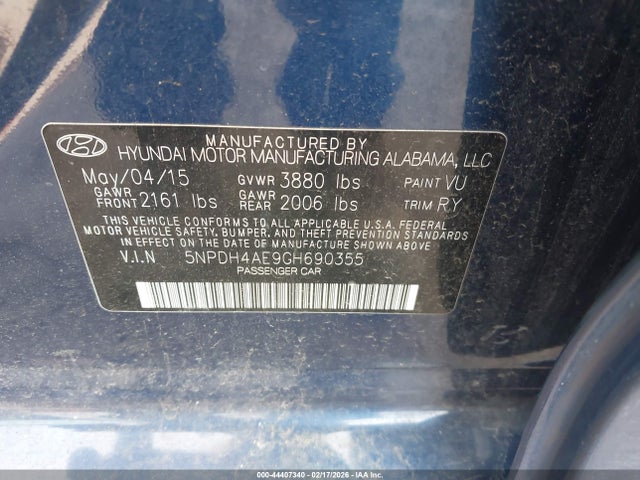 MANUFACTURED BY
HYUNDAI MOTOR MANUFACTURING ALABAMA, LLC
May/04/15 GVWR 3880 lbs PAINT VU
GAWR FRONT 2161 lbs GAWR REAR 2006 lbs TRIM RY
THIS VEHICLE CONFORMS TO ALL APPLICABLE U.S.A. FEDERAL
MOTOR VEHICLE SAFETY, BUMPER, AND THEFT PREVENTION STANDARDS
IN EFFECT ON THE DATE OF MANUFACTURE SHOWN ABOVE.
V.I.N 5NPDH4AE9GH690355
PASSENGER CAR
000-44407340 - 02/17/2026 - IAA Inc.